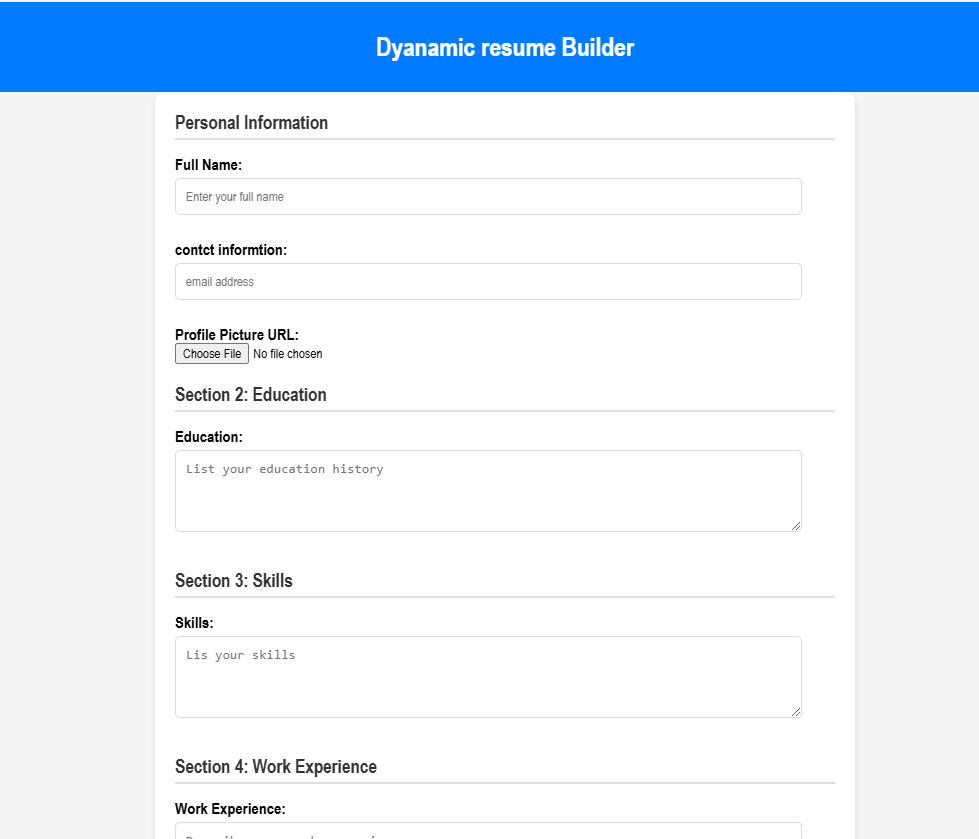 Dyanamic resume Builder
Personal Information
Full Name:
Enter your full name
contct informtion:
email address
Profile Picture URL:
Choose File No file chosen
Section 2: Education
Education:
List your education history
Section 3: Skills
Skills:
Lis your skills
Section 4: Work Experience
Work Experience: